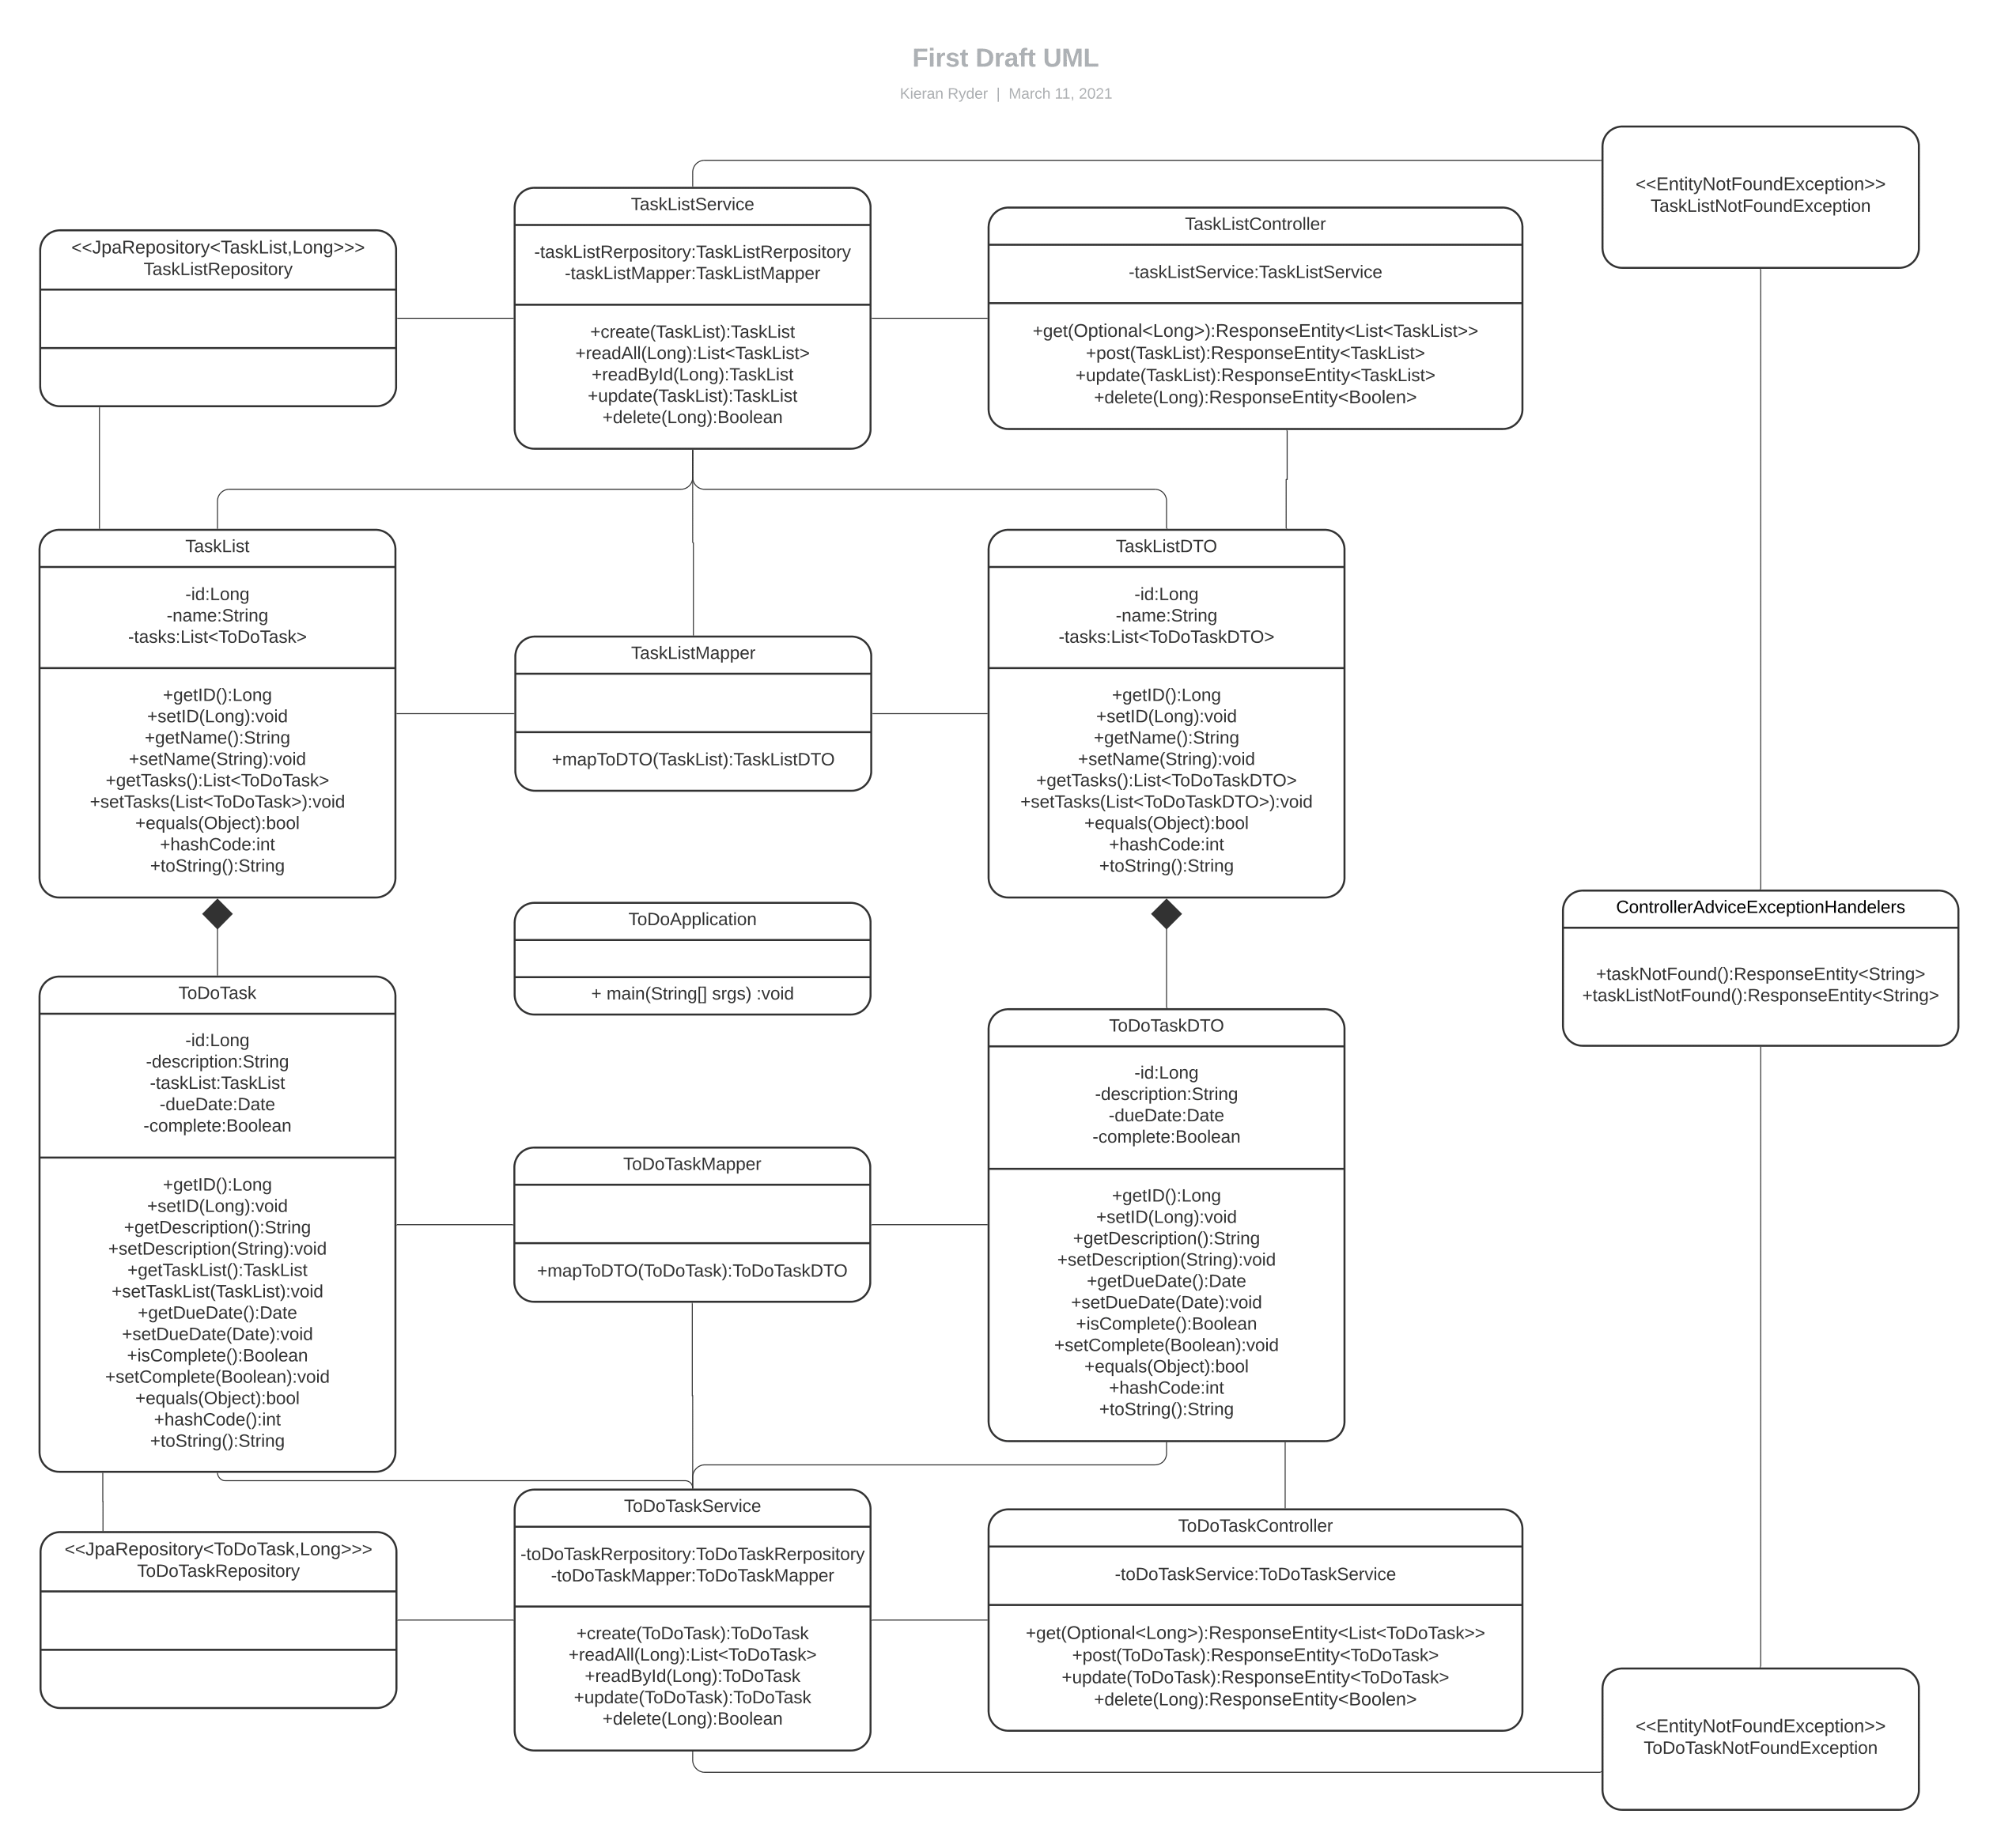 First Draft UML
Kieran Ryder | March 11, 2021
<<EntityNotFoundException>>
TaskListNotFoundException
TaskListService
-taskListRerpository:TaskListRerpository
-taskListMapper:TaskListMapper
+create(TaskList):TaskList
+readAll(Long):List<TaskList>
+readById(Long):TaskList
+update(TaskList):TaskList
+delete(Long):Boolean
TaskListController
-taskListService:TaskListService
+get(Optional<Long>):ResponseEntity<List<TaskList>>
+post(TaskList):ResponseEntity<TaskList>
+update(TaskList):ResponseEntity<TaskList>
+delete(Long):ResponseEntity<Boolen>
<<JpaRepository<TaskList,Long>>>
TaskListRepository
TaskList
-id:Long
-name:String
-tasks:List<ToDoTask>
+getID():Long
+setID(Long):void
+getName():String
+setName(String):void
+getTasks():List<ToDoTask>
+setTasks(List<ToDoTask>):void
+equals(Object):bool
+hashCode:int
+toString():String
TaskListMapper
+mapToDTO(TaskList):TaskListDTO
TaskListDTO
-id:Long
-name:String
-tasks:List<ToDoTaskDTO>
+getID():Long
+setID(Long):void
+getName():String
+setName(String):void
+getTasks():List<ToDoTaskDTO>
+setTasks(List<ToDoTaskDTO>):void
+equals(Object):bool
+hashCode:int
+toString():String
ToDoApplication
+ main(String[] srgs) :void
ControllerAdviceExceptionHandelers
+taskNotFound():ResponseEntity<String>
+taskListNotFound():ResponseEntity<String>
ToDoTask
-id:Long
-description:String
-taskList:TaskList
-dueDate:Date
-complete:Boolean
+getID():Long
+setID(Long):void
+getDescription():String
+setDescription(String):void
+getTaskList():TaskList
+setTaskList(TaskList):void
+getDueDate():Date
+setDueDate(Date):void
+isComplete():Boolean
+setComplete(Boolean):void
+equals(Object):bool
+hashCode():int
+toString():String
ToDoTaskMapper
+mapToDTO(ToDoTask):ToDoTaskDTO
ToDoTaskDTO
-id:Long
-description:String
-dueDate:Date
-complete:Boolean
+getID():Long
+setID(Long):void
+getDescription():String
+setDescription(String):void
+getDueDate():Date
+setDueDate(Date):void
+isComplete():Boolean
+setComplete(Boolean):void
+equals(Object):bool
+hashCode:int
+toString():String
<<JpaRepository<ToDoTask,Long>>>
ToDoTaskRepository
ToDoTaskService
-toDoTaskRerpository:ToDoTaskRerpository
-toDoTaskMapper:ToDoTaskMapper
+create(ToDoTask):ToDoTask
+readAll(Long):List<ToDoTask>
+readById(Long):ToDoTask
+update(ToDoTask):ToDoTask
+delete(Long):Boolean
ToDoTaskController
-toDoTaskService:ToDoTaskService
+get(Optional<Long>):ResponseEntity<List<ToDoTask>>
+post(ToDoTask):ResponseEntity<ToDoTask>
+update(ToDoTask):ResponseEntity<ToDoTask>
+delete(Long):ResponseEntity<Boolen>
<<EntityNotFoundException>>
ToDoTaskNotFoundException